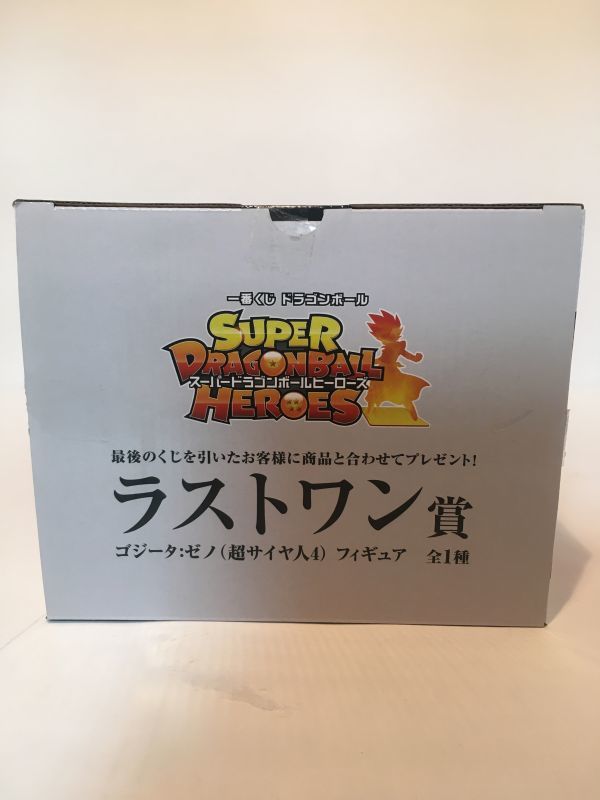 一番くじ ドラゴンボール
SUPER
DRAGONBALL
スーパードラゴンボールヒーローズ
HEROES
最後のくじを引いたお客様に商品と合わせてプレゼント!
ラストワン賞
ゴジータ:ゼノ(超サイヤ人4) フィギュア 全1種